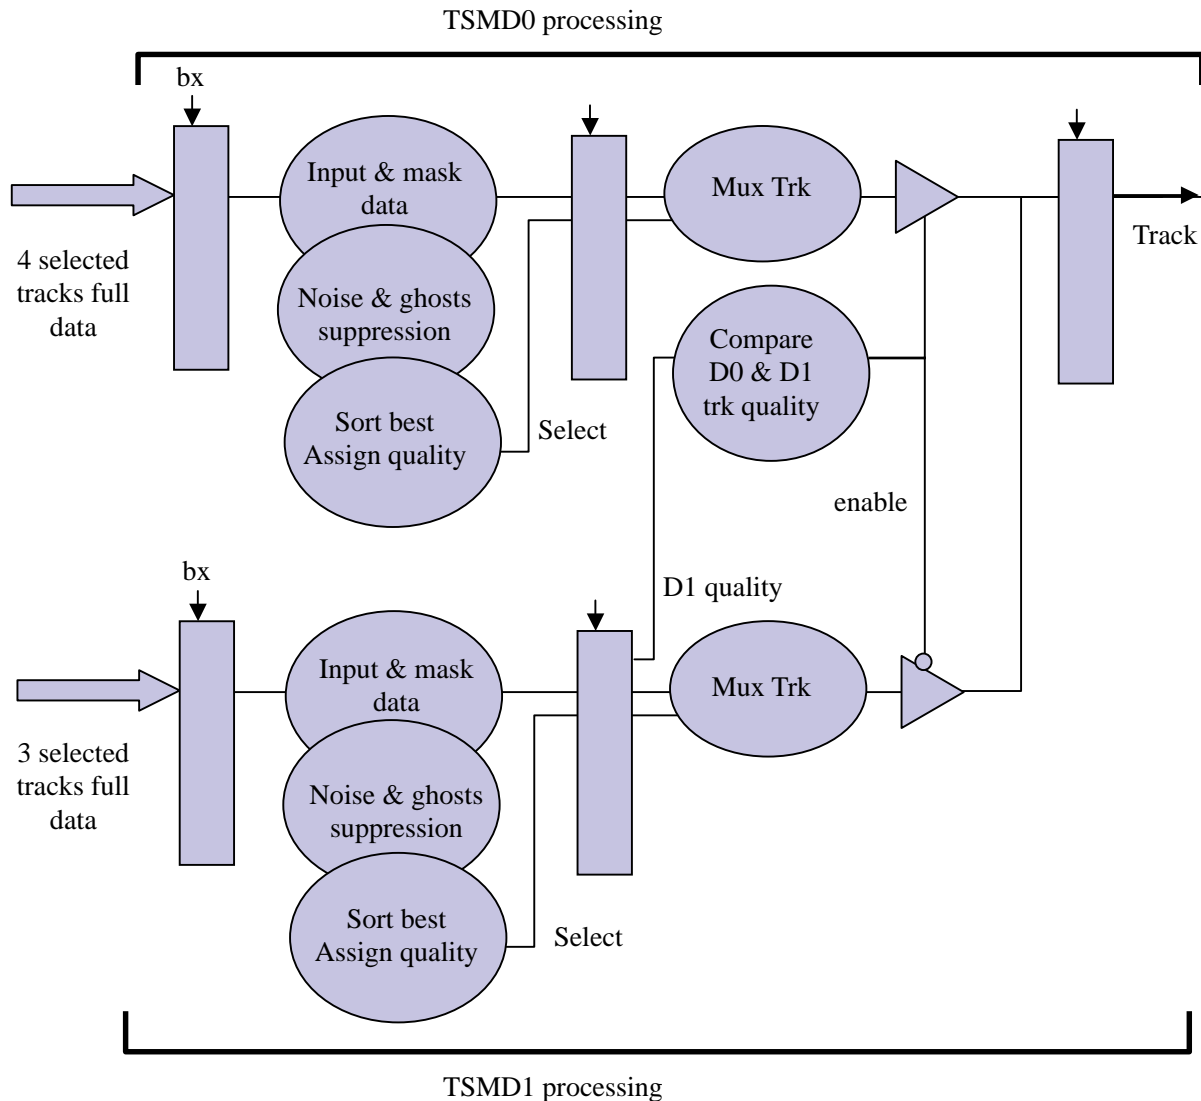 TSMD0 processing
bx
Input & mask
data
Mux Trk
Track
4 selected
tracks full
data
Noise & ghosts
suppression
Compare
D0 & D1
trk quality
Sort best
Assign quality
Select
enable
bx
D1 quality
Input & mask
data
Mux Trk
3 selected
tracks full
data
Noise & ghosts
suppression
Sort best
Assign quality
Select
TSMD1 processing